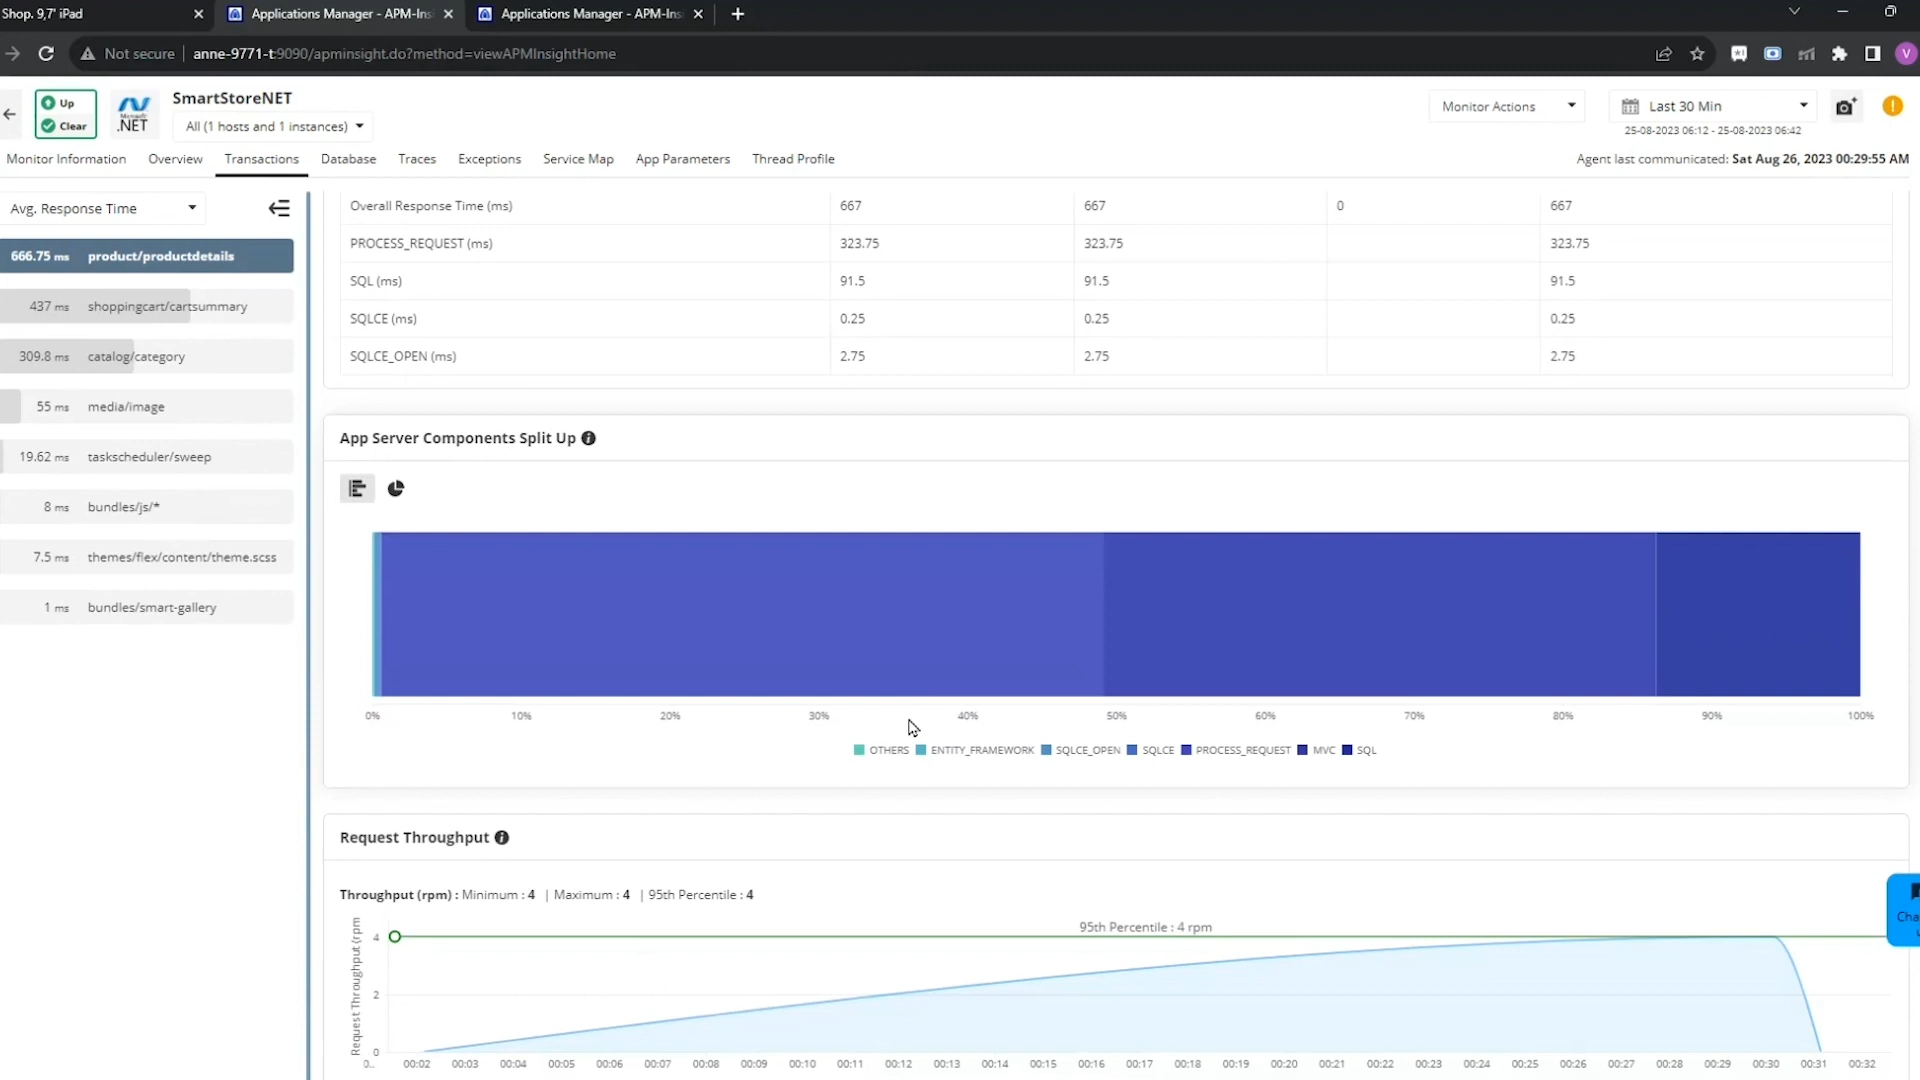 Shop. 9,7' iPad
Applications Manager - APM-Ins
Applications Manager - APM-Ins
Not secure
anne-9771-t:9090/apminsight.do?method=viewAPMInsightHome
V
Up
Clear
Microsoft
.NET
SmartStoreNET
All (1 hosts and 1 instances)
Monitor Actions
Last 30 Min
25-08-2023 06:12 - 25-08-2023 06:42
Monitor Information Overview Transactions Database Traces Exceptions Service Map App Parameters Thread Profile
Agent last communicated: Sat Aug 26, 2023 00:29:55 AM
Avg. Response Time
666.75 ms product/productdetails
437 ms shoppingcart/cartsummary
309.8 ms catalog/category
55 ms media/image
19.62 ms taskscheduler/sweep
8 ms bundles/js/*
7.5 ms themes/flex/content/theme.scss
1 ms bundles/smart-gallery
Overall Response Time (ms) 667 667 0 667
PROCESS_REQUEST (ms) 323.75 323.75 323.75
SQL (ms) 91.5 91.5 91.5
SQLCE (ms) 0.25 0.25 0.25
SQLCE_OPEN (ms) 2.75 2.75 2.75
App Server Components Split Up
0% 10% 20% 30% 40% 50% 60% 70% 80% 90% 100%
OTHERS ENTITY_FRAMEWORK SQLCE_OPEN SQLCE PROCESS_REQUEST MVC SQL
Request Throughput
Throughput (rpm) : Minimum : 4 | Maximum : 4 | 95th Percentile : 4
95th Percentile : 4 rpm
Request Throughput (rpm
4
2
0
0.. 00:02 00:03 00:04 00:05 00:06 00:07 00:08 00:09 00:10 00:11 00:12 00:13 00:14 00:15 00:16 00:17 00:18 00:19 00:20 00:21 00:22 00:23 00:24 00:25 00:26 00:27 00:28 00:29 00:30 00:31 00:32
Cha